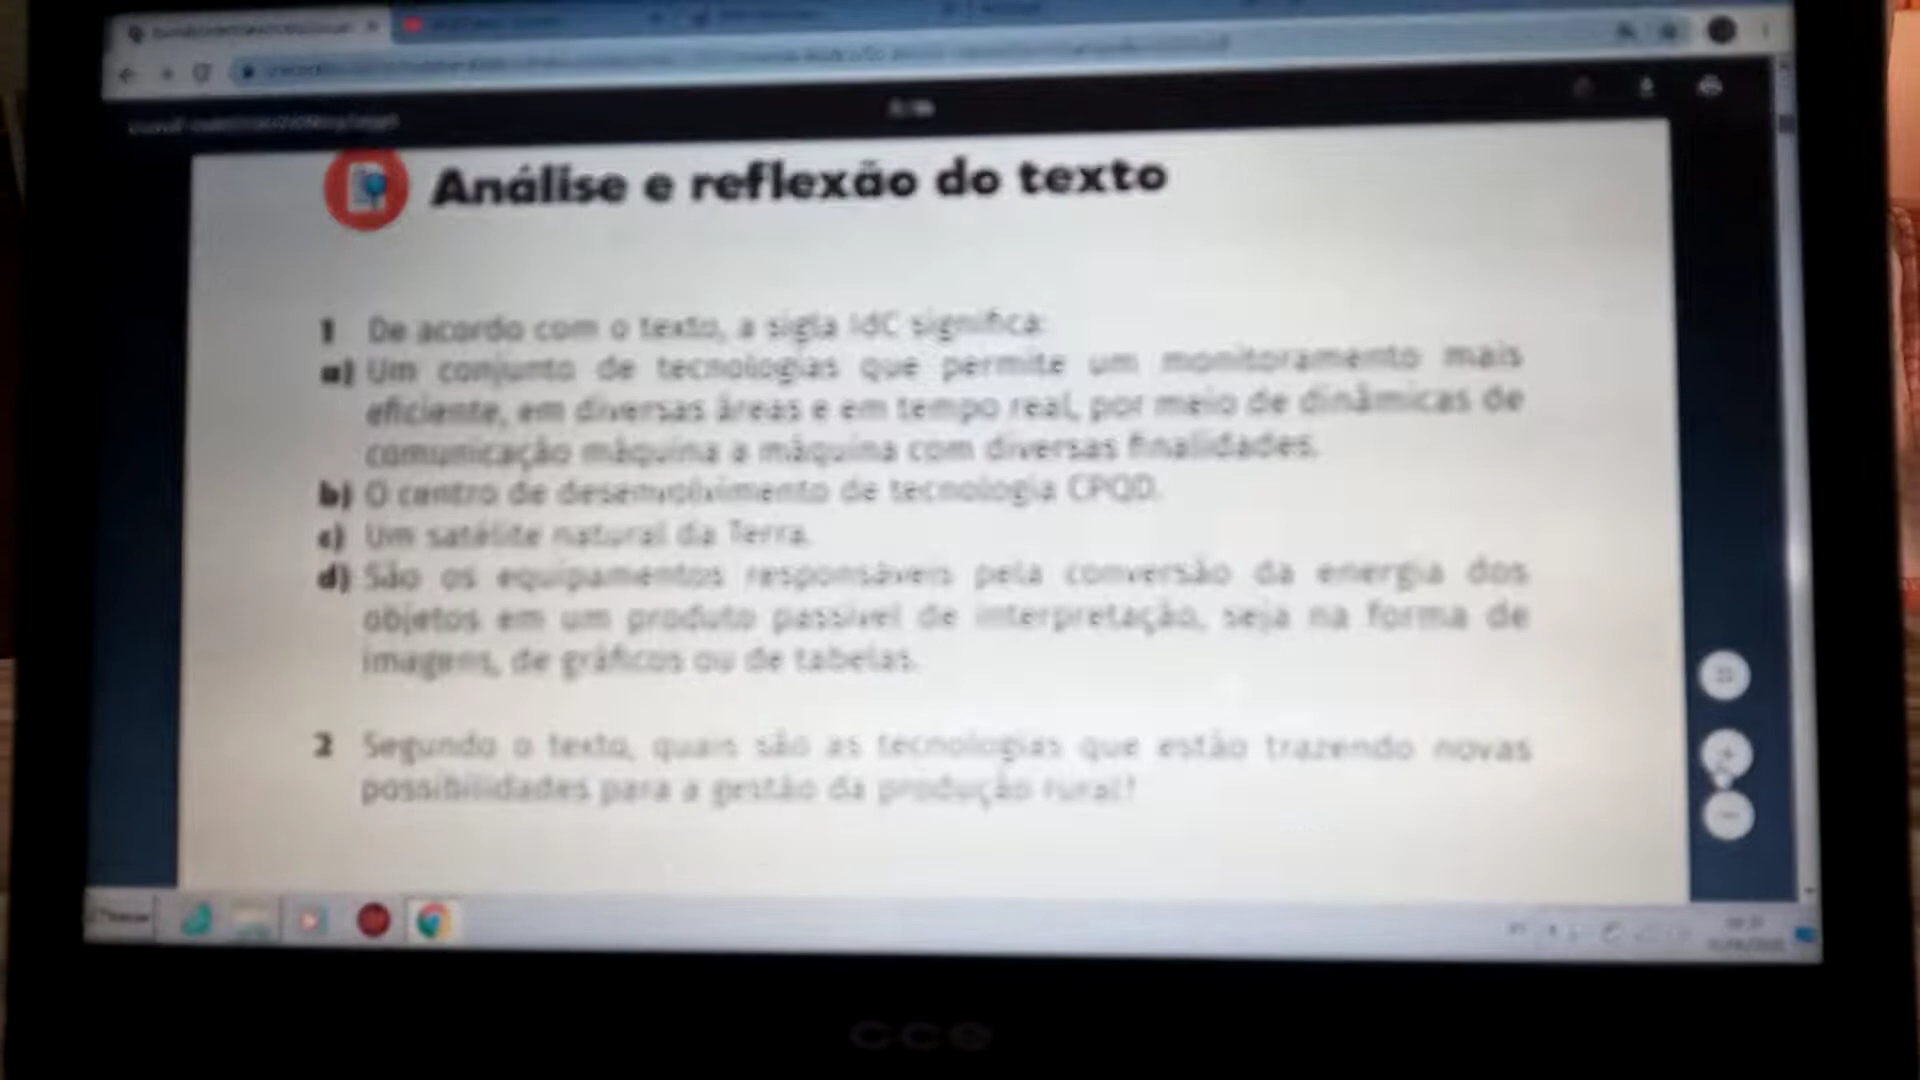 Análise e reflexão do texto
1 De acordo com o texto, a sigla IdC significa:
a) Um conjunto de tecnologias que permite um monitoramento mais
eficiente, em diversas áreas e em tempo real, por meio de dinâmicas de
comunicação máquina a máquina com diversas finalidades.
b) O centro de desenvolvimento de tecnologia CPQD.
c) Um satélite natural da Terra.
d) São os equipamentos responsáveis pela conversão da energia dos
objetos em um produto passível de interpretação, seja na forma de
imagens, de gráficos ou de tabelas.
2 Segundo o texto, quais são as tecnologias que estão trazendo novas
possibilidades para a gestão da produção rural?
cce